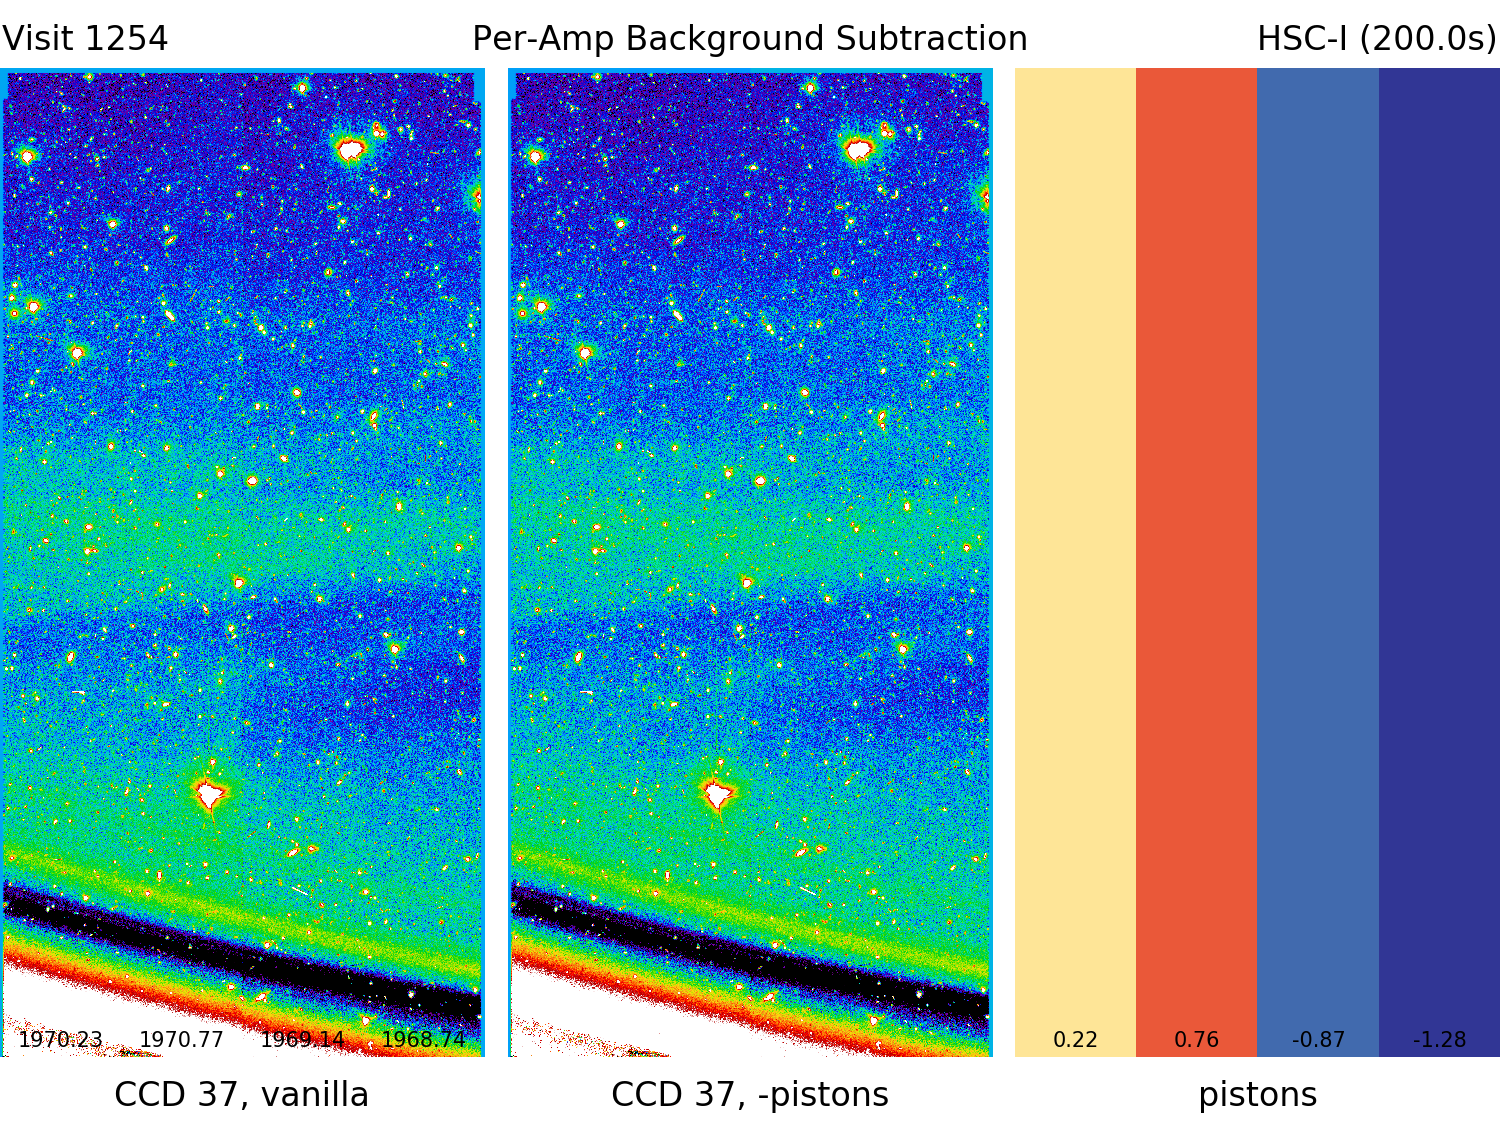 Visit 1254 Per-Amp Background Subtraction HSC-I (200.0s)
1970.23 1970.77 1969.14 1968.74 0.22 0.76 -0.87 -1.28
CCD 37, vanilla CCD 37, -pistons pistons